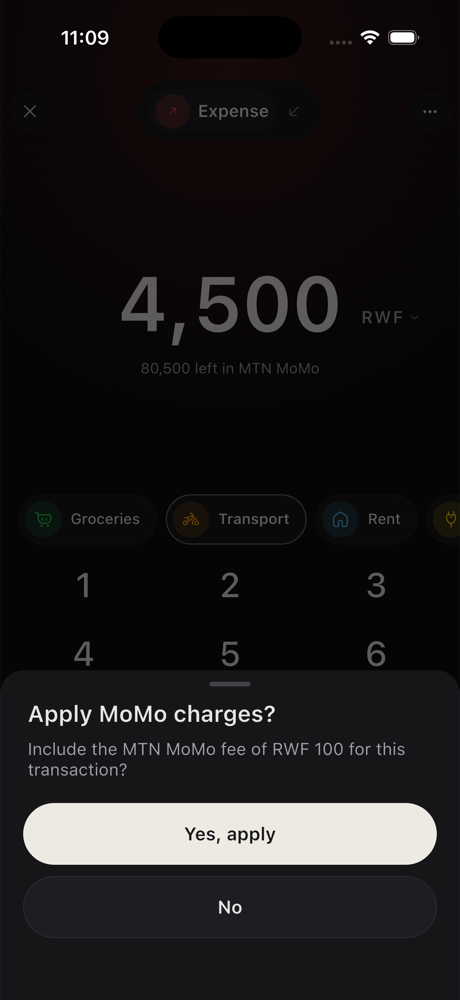 11:09
Expense
4,500 RWF
80,500 left in MTN MoMo
Groceries Transport Rent
1 2 3
4 5 6
Apply MoMo charges?
Include the MTN MoMo fee of RWF 100 for this
transaction?
Yes, apply
No